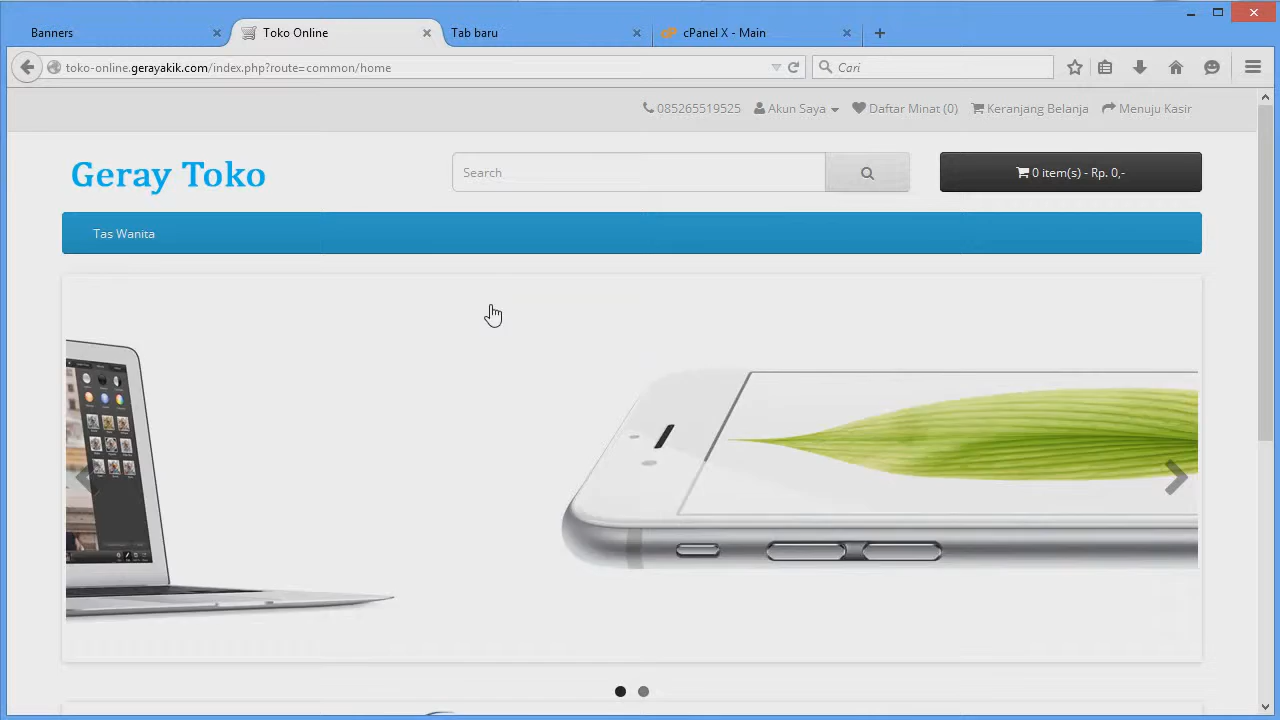 Banners
Toko Online
Tab baru
cPanel X - Main
toko-online.gerayakik.com/index.php?route=common/home
Cari
085265519525
Akun Saya
Daftar Minat (0)
Keranjang Belanja
Menuju Kasir
Geray Toko
Search
0 item(s) - Rp. 0,-
Tas Wanita